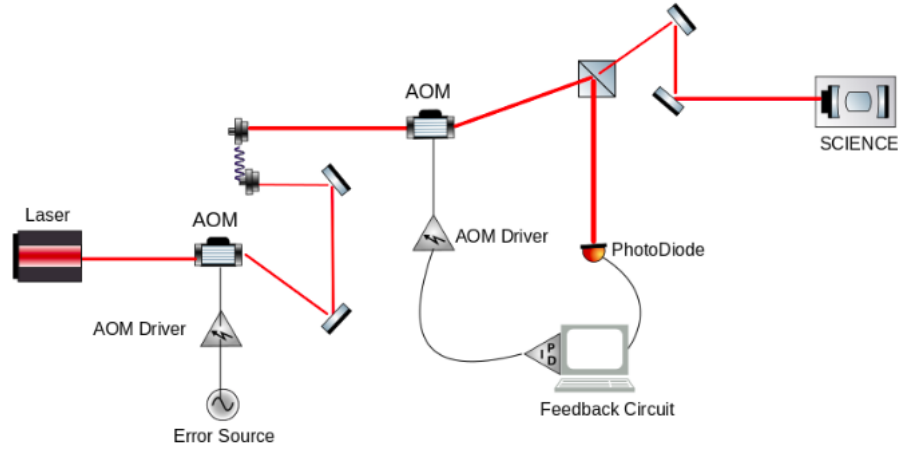 AOM
SCIENCE
Laser
AOM
AOM Driver
PhotoDiode
AOM Driver
P
I D
Feedback Circuit
Error Source